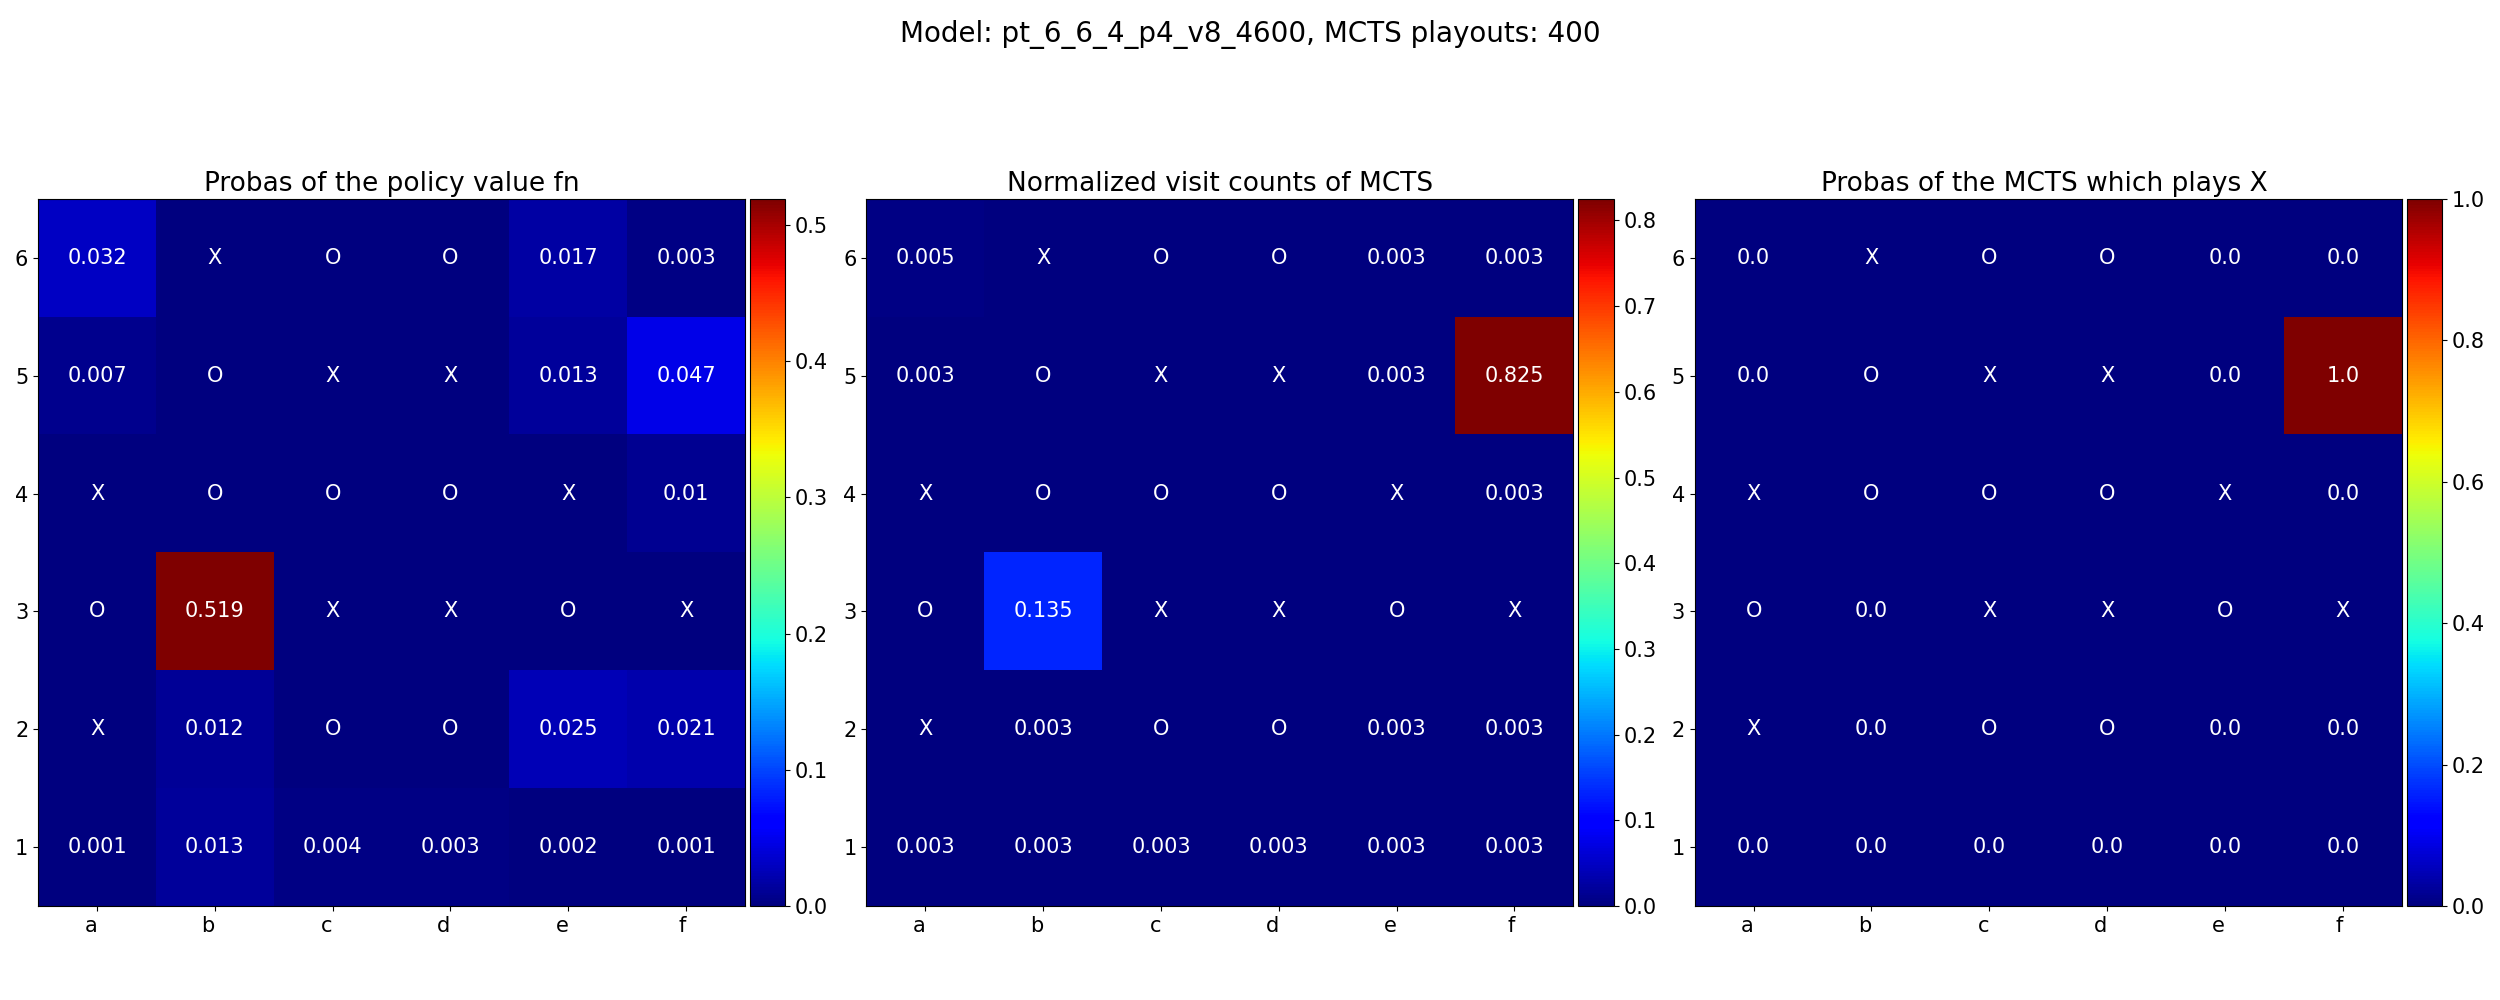 Model: pt_6_6_4_p4_v8_4600, MCTS playouts: 400
Probas of the policy value fn
6 0.032 X O O 0.017 0.003
5 0.007 O X X 0.013 0.047
4 X O O O X 0.01
3 O 0.519 X X O X
2 X 0.012 O O 0.025 0.021
1 0.001 0.013 0.004 0.003 0.002 0.001
a b c d e f
0.5
0.4
0.3
0.2
0.1
0.0
Normalized visit counts of MCTS
6 0.005 X O O 0.003 0.003
5 0.003 O X X 0.003 0.825
4 X O O O X 0.003
3 O 0.135 X X O X
2 X 0.003 O O 0.003 0.003
1 0.003 0.003 0.003 0.003 0.003 0.003
a b c d e f
0.8
0.7
0.6
0.5
0.4
0.3
0.2
0.1
0.0
Probas of the MCTS which plays X
6 0.0 X O O 0.0 0.0
5 0.0 O X X 0.0 1.0
4 X O O O X 0.0
3 O 0.0 X X O X
2 X 0.0 O O 0.0 0.0
1 0.0 0.0 0.0 0.0 0.0 0.0
a b c d e f
1.0
0.8
0.6
0.4
0.2
0.0